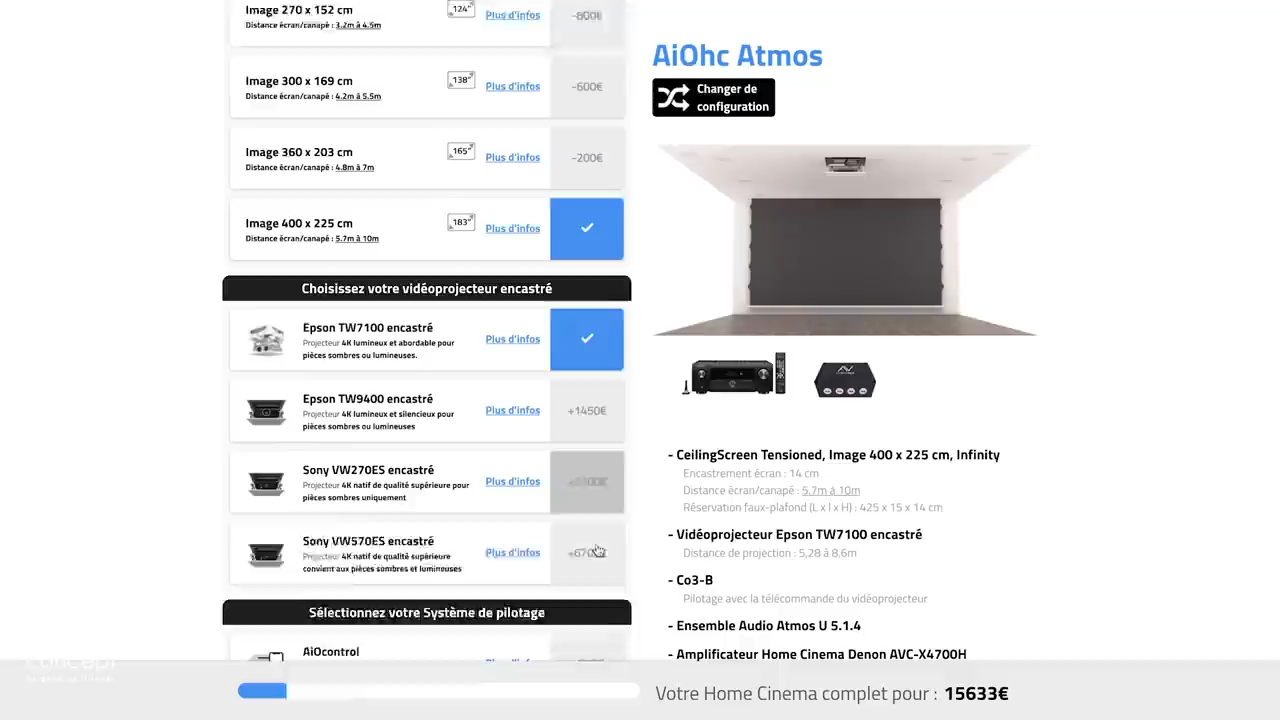 Image 270 x 152 cm
Distance écran/canapé : 3.2m à 4.5m
124"
Plus d'infos
-800€
Image 300 x 169 cm
Distance écran/canapé : 4.2m à 5.5m
138"
Plus d'infos
-600€
Image 360 x 203 cm
Distance écran/canapé : 4.8m à 7m
165"
Plus d'infos
-200€
Image 400 x 225 cm
Distance écran/canapé : 5.7m à 10m
183"
Plus d'infos
Choisissez votre vidéoprojecteur encastré
Epson TW7100 encastré
Projecteur 4K lumineux et abordable pour
pièces sombres ou lumineuses.
Plus d'infos
Epson TW9400 encastré
Projecteur 4K lumineux et silencieux pour
pièces sombres ou lumineuses
Plus d'infos
+1450€
Sony VW270ES encastré
Projecteur 4K natif de qualité supérieure pour
pièces sombres uniquement
Plus d'infos
Sony VW570ES encastré
Projecteur 4K natif de qualité supérieure
convient aux pièces sombres et lumineuses
Plus d'infos
Sélectionnez votre Système de pilotage
AiOcontrol
AiOhc Atmos
Changer de
configuration
- CeilingScreen Tensioned, Image 400 x 225 cm, Infinity
Encastrement écran : 14 cm
Distance écran/canapé : 5.7m à 10m
Réservation faux-plafond (L x l x H) : 425 x 15 x 14 cm
- Vidéoprojecteur Epson TW7100 encastré
Distance de projection : 5,28 à 8,6m
- Co3-B
Pilotage avec la télécommande du vidéoprojecteur
- Ensemble Audio Atmos U 5.1.4
- Amplificateur Home Cinema Denon AVC-X4700H
concept
Votre Home Cinema complet pour : 15633€